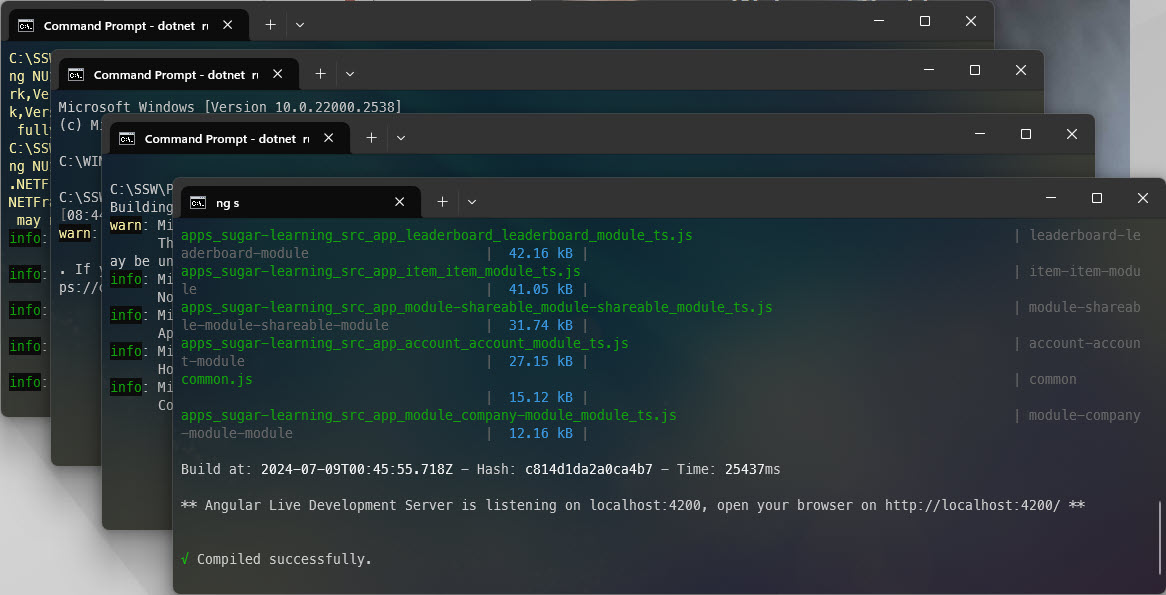 Command Prompt - dotnet
C:\SSW
ng NU
rk,Ve
k,Ver
fully
C:\SSW
ng NU
.NETF
NETFra
may
info:
info:
info:
info:
info:
Command Prompt - dotnet
Microsoft Windows [Version 10.0.22000.2538]
(c) Mi
C:\WIN
C:\SSW
[08:44
warn:
. If y
ps://
Command Prompt - dotnet
C:\SSW\P
Building
warn: Mi
Th
ay be un
info: Mi
No
info: Mi
Ap
info: Mi
Ho
info: Mi
Co
ng s
apps_sugar-learning_src_app_leaderboard_leaderboard_module_ts.js | leaderboard-le
aderboard-module | 42.16 kB |
apps_sugar-learning_src_app_item_item_module_ts.js | item-item-modu
le | 41.05 kB |
apps_sugar-learning_src_app_module-shareable_module-shareable_module_ts.js | module-shareab
le-module-shareable-module | 31.74 kB |
apps_sugar-learning_src_app_account_account_module_ts.js | account-accoun
t-module | 27.15 kB |
common.js | common
| 15.12 kB |
apps_sugar-learning_src_app_module_company-module_module_ts.js | module-company
-module-module | 12.16 kB |
Build at: 2024-07-09T00:45:55.718Z - Hash: c814d1da2a0ca4b7 - Time: 25437ms
** Angular Live Development Server is listening on localhost:4200, open your browser on http://localhost:4200/ **
√ Compiled successfully.